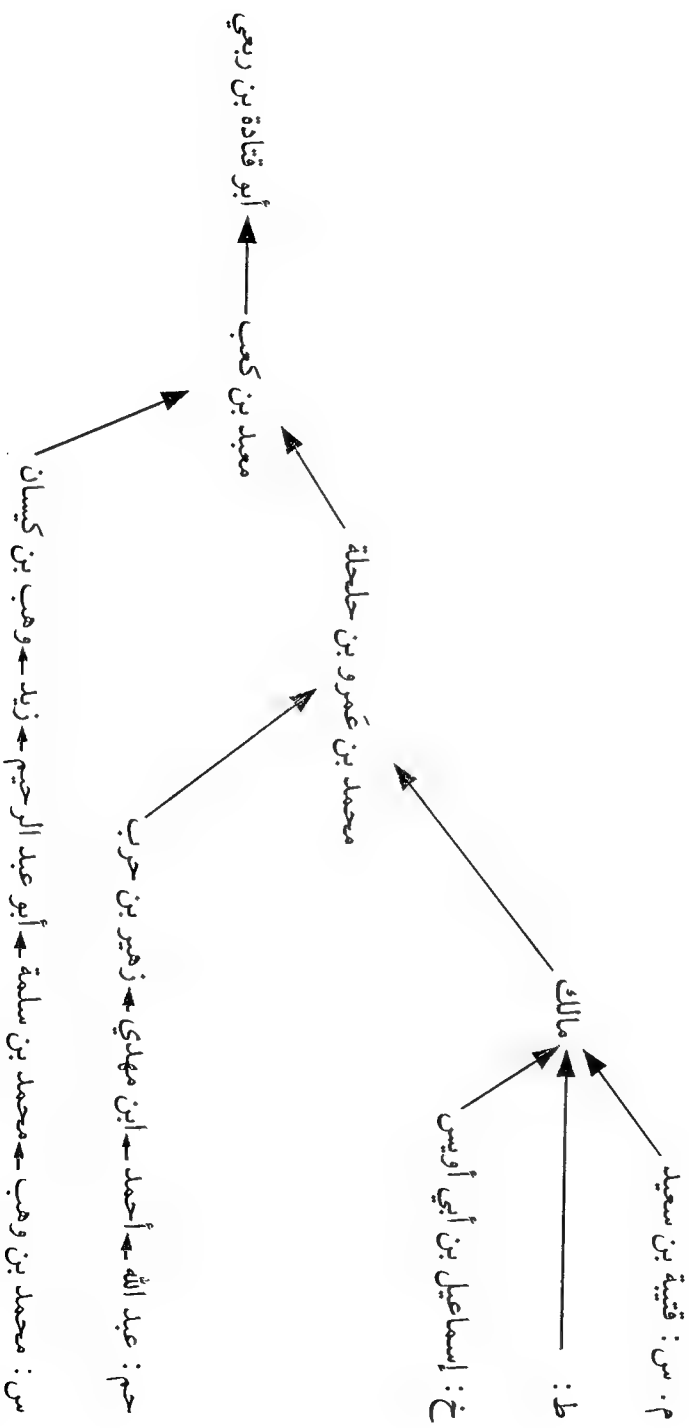 أبو قتادة بن ربعي
معبد بن كعب
محمد بن عَمرو بن حلحلة
مالك
م. س: قتيبة بن سعيد
ط:
خ: إسماعيل بن أبي أويس
حم: عبد الله ← أحمد ← ابن مهدي ← زهير بن حرب
س: محمد بن وهب ← محمد بن سلمة ← أبو عبد الرحيم ← زيد ← وهب بن كيسان